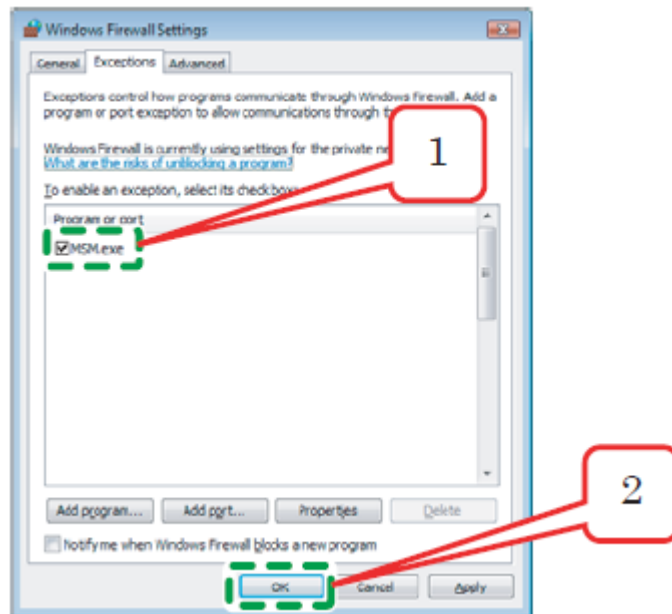 Windows Firewall Settings
General Exceptions Advanced
Exceptions control how programs communicate through Windows Firewall. Add a
program or port exception to allow communications through
Windows Firewall is currently using settings for the private
What are the risks of unblocking a program?
1
To enable an exception, select its check box
Program or port
MSM.exe
Add program... Add port... Properties Delete
2
Notify me when Windows Firewall blocks a new program
OK Cancel Apply